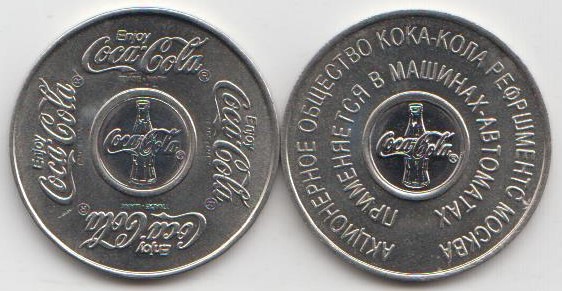 Enjoy
Coca-Cola
Enjoy
Coca-Cola
Enjoy
Coca-Cola
Enjoy
Coca-Cola
Coca-Cola
АКЦИОНЕРНОЕ ОБЩЕСТВО КОКА-КОЛА РЕФРШМЕНТС МОСКВА
ПРИМЕНЯЕТСЯ В МАШИНАХ-АВТОМАТАХ
Coca-Cola